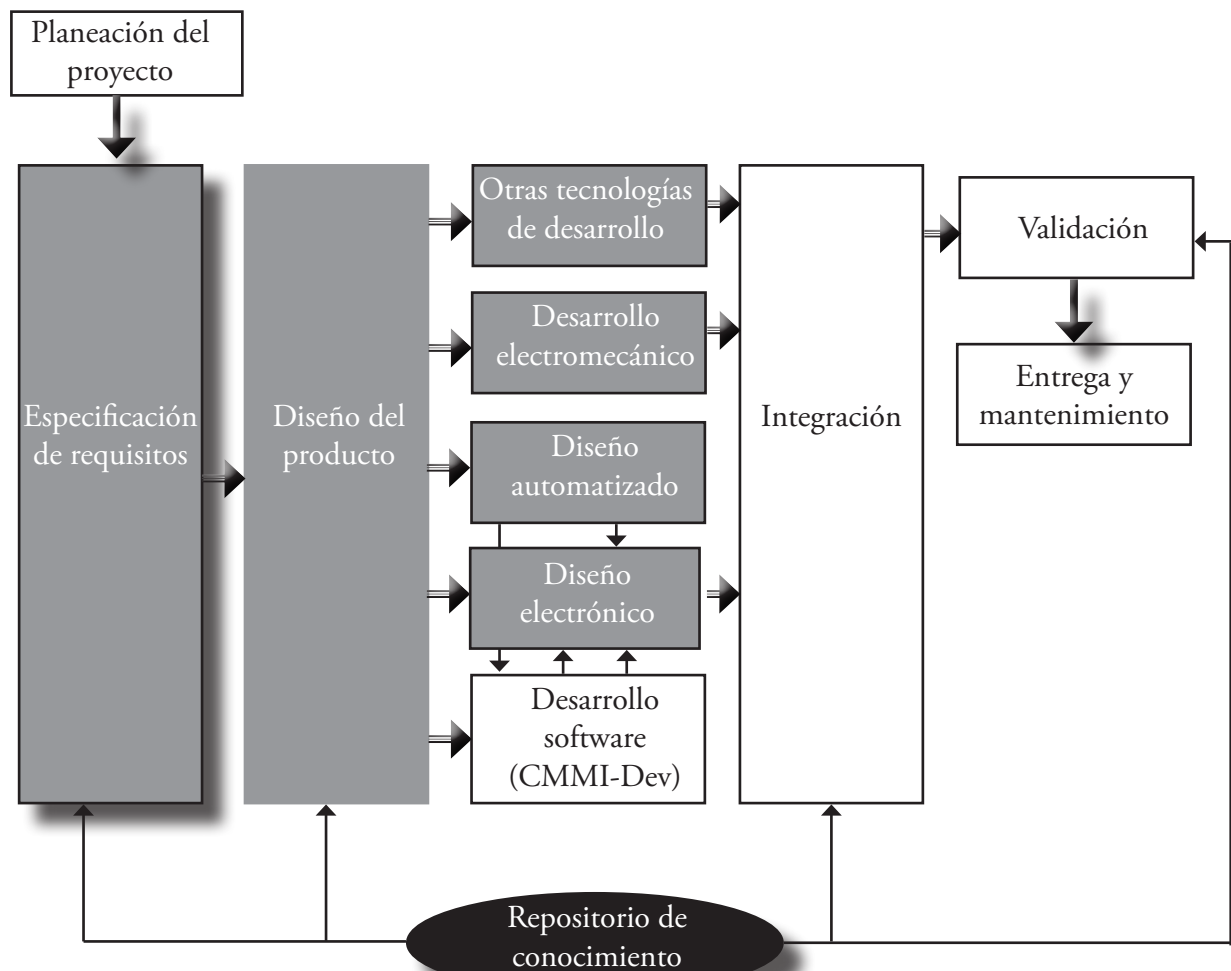 Planeación del
proyecto
Especificación
de requisitos
Diseño del
producto
Otras tecnologías
de desarrollo
Desarrollo
electromecánico
Diseño
automatizado
Diseño
electrónico
Desarrollo
software
(CMMI-Dev)
Integración
Validación
Entrega y
mantenimiento
Repositorio de
conocimiento